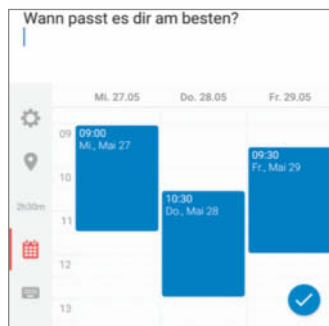 Wann passt es dir am besten?
Mi. 27.05 Do. 28.05 Fr. 29.05
09
09:00
Mi., Mai 27
09:30
Fr., Mai 29
10
2h30m
10:30
Do., Mai 28
11
12
13